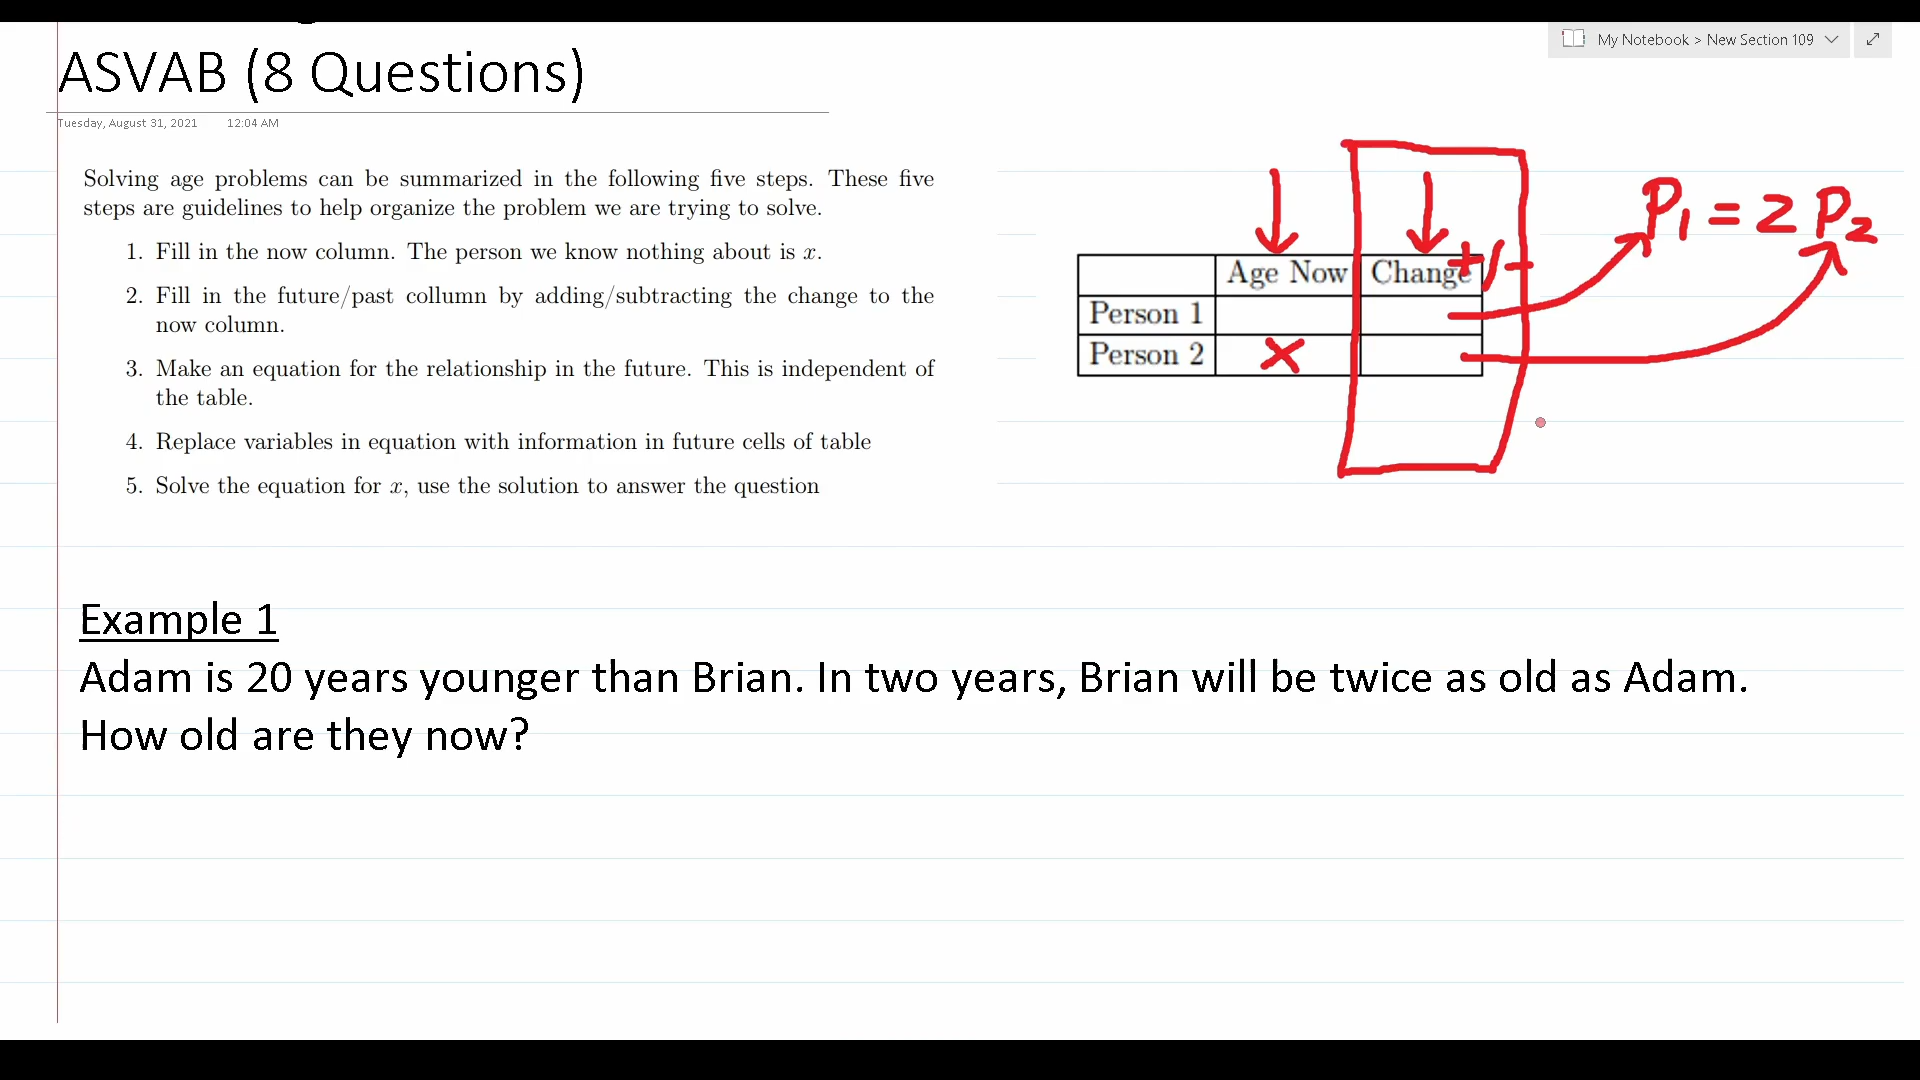 ASVAB (8 Questions)
My Notebook > New Section 109
Tuesday, August 31, 2021 12:04 AM
Solving age problems can be summarized in the following five steps. These five
steps are guidelines to help organize the problem we are trying to solve.
1. Fill in the now column. The person we know nothing about is x.
2. Fill in the future/past collumn by adding/subtracting the change to the
now column.
3. Make an equation for the relationship in the future. This is independent of
the table.
4. Replace variables in equation with information in future cells of table
5. Solve the equation for x, use the solution to answer the question
P₁ = 2 P₂
+/-
Age Now Change
Person 1
Person 2 x
Example 1
Adam is 20 years younger than Brian. In two years, Brian will be twice as old as Adam.
How old are they now?